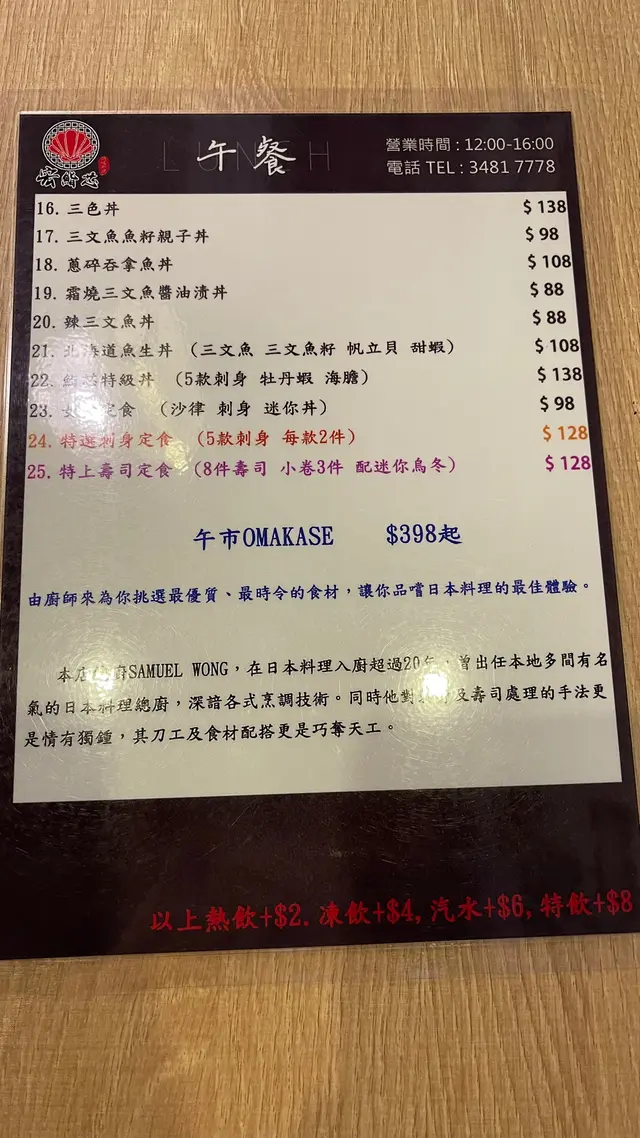 LUNCH
午餐
營業時間 : 12:00-16:00
電話 TEL : 3481 7778
16. 三色丼 $ 138
17. 三文魚魚籽親子丼 $ 98
18. 蔥碎吞拿魚丼 $ 108
19. 霜燒三文魚醬油漬丼 $ 88
20. 辣三文魚丼 $ 88
21. 北海道魚生丼 （三文魚 三文魚籽 帆立貝 甜蝦） $ 108
22. 特級丼 （5款刺身 牡丹蝦 海膽） $ 138
23. 定食 （沙律 刺身 迷你丼） $ 98
24. 特選刺身定食 （5款刺身 每款2件） $ 128
25. 特上壽司定食 （8件壽司 小卷3件 配迷你烏冬） $ 128
午市OMAKASE $398起
由廚師來為你挑選最優質、最時令的食材，讓你品嚐日本料理的最佳體驗。
本店 廚SAMUEL WONG，在日本料理入廚超過20年，曾出任本地多間有名
氣的日本料理總廚，深諳各式烹調技術。同時他對 及壽司處理的手法更
是情有獨鍾，其刀工及食材配搭更是巧奪天工。
以上熱飲+$2. 凍飲+$4, 汽水+$6, 特飲+$8